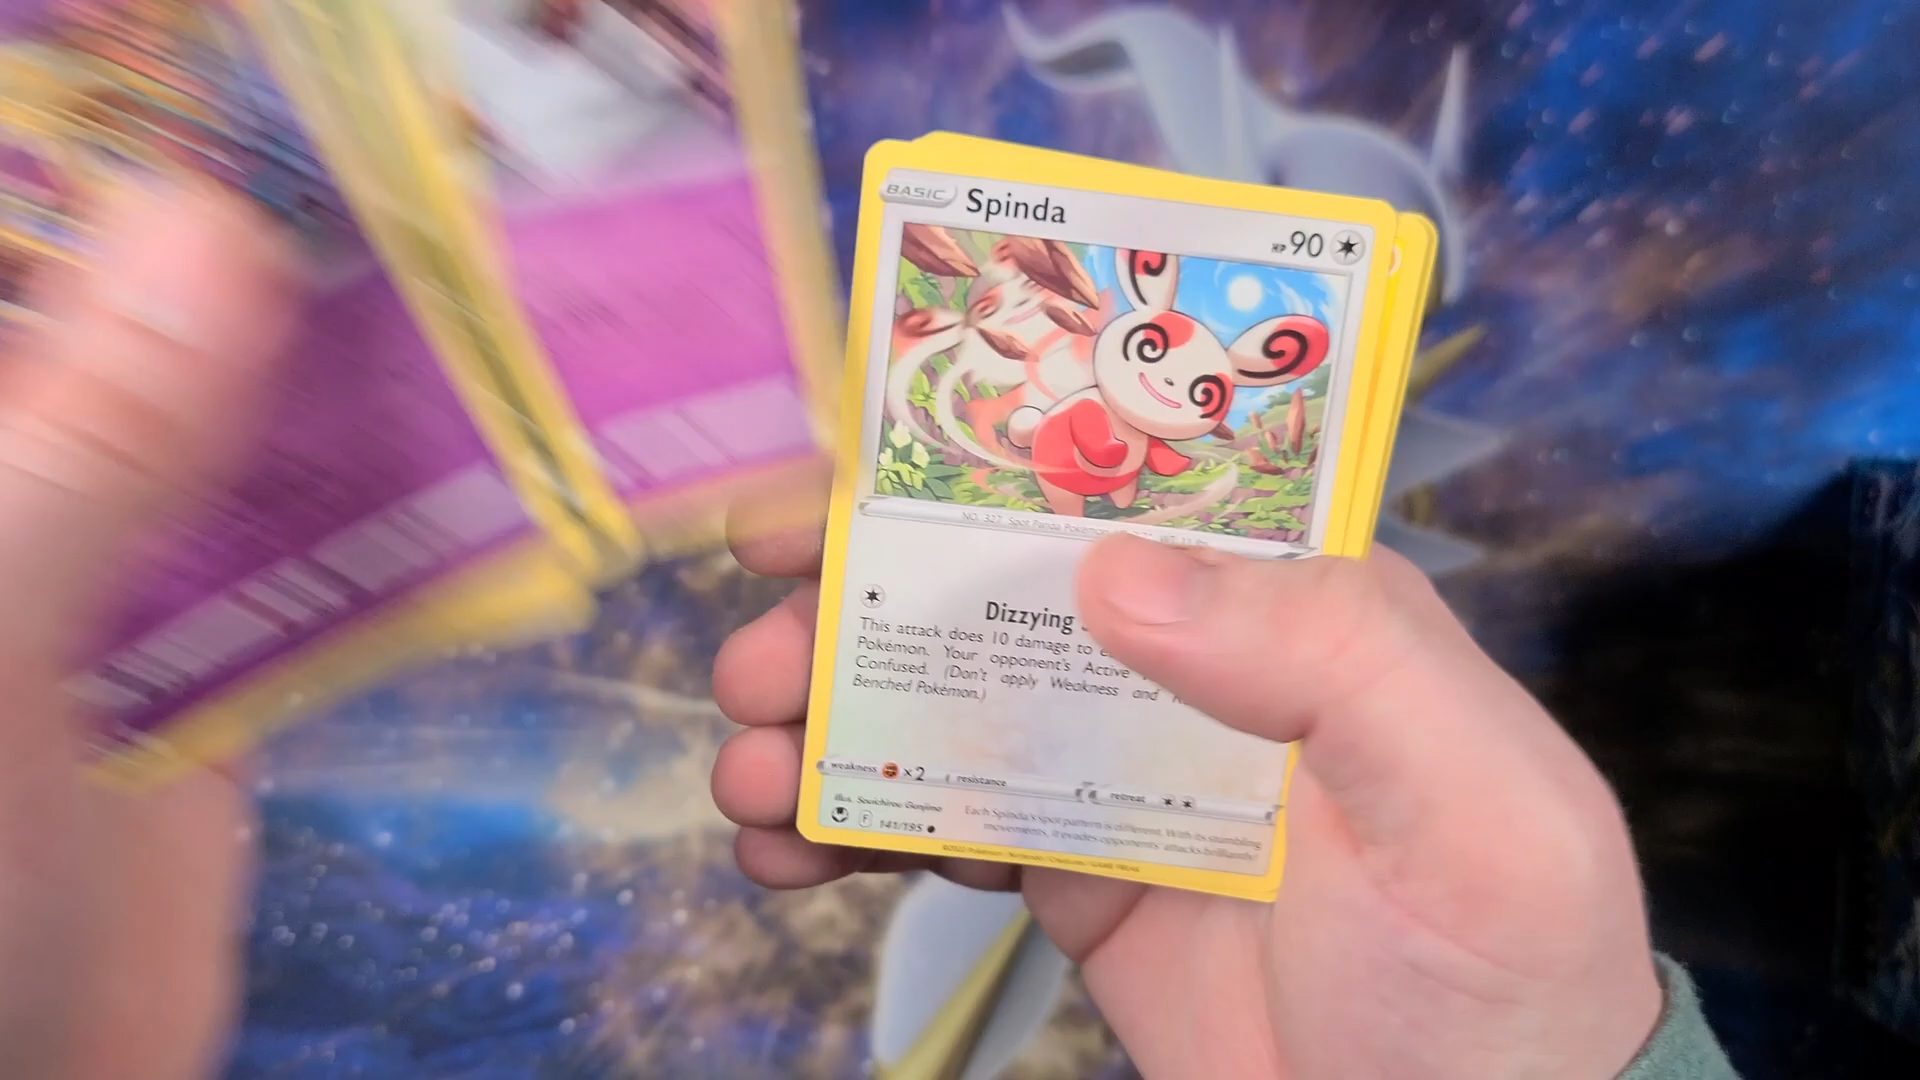 BASIC Spinda
HP 90
NO. 327 Spot Panda Pokémon
Dizzying
This attack does 10 damage to
Pokémon. Your opponent's Active
Confused. (Don't apply Weakness and
Benched Pokémon.)
weakness ×2 resistance retreat
illus. Souichirou Gunjima
F 141/195
Each Spinda's spot pattern is different. With its stumbling
movements, it evades opponents' attacks brilliantly!
©2022 Pokémon / Nintendo / Creatures / GAME FREAK